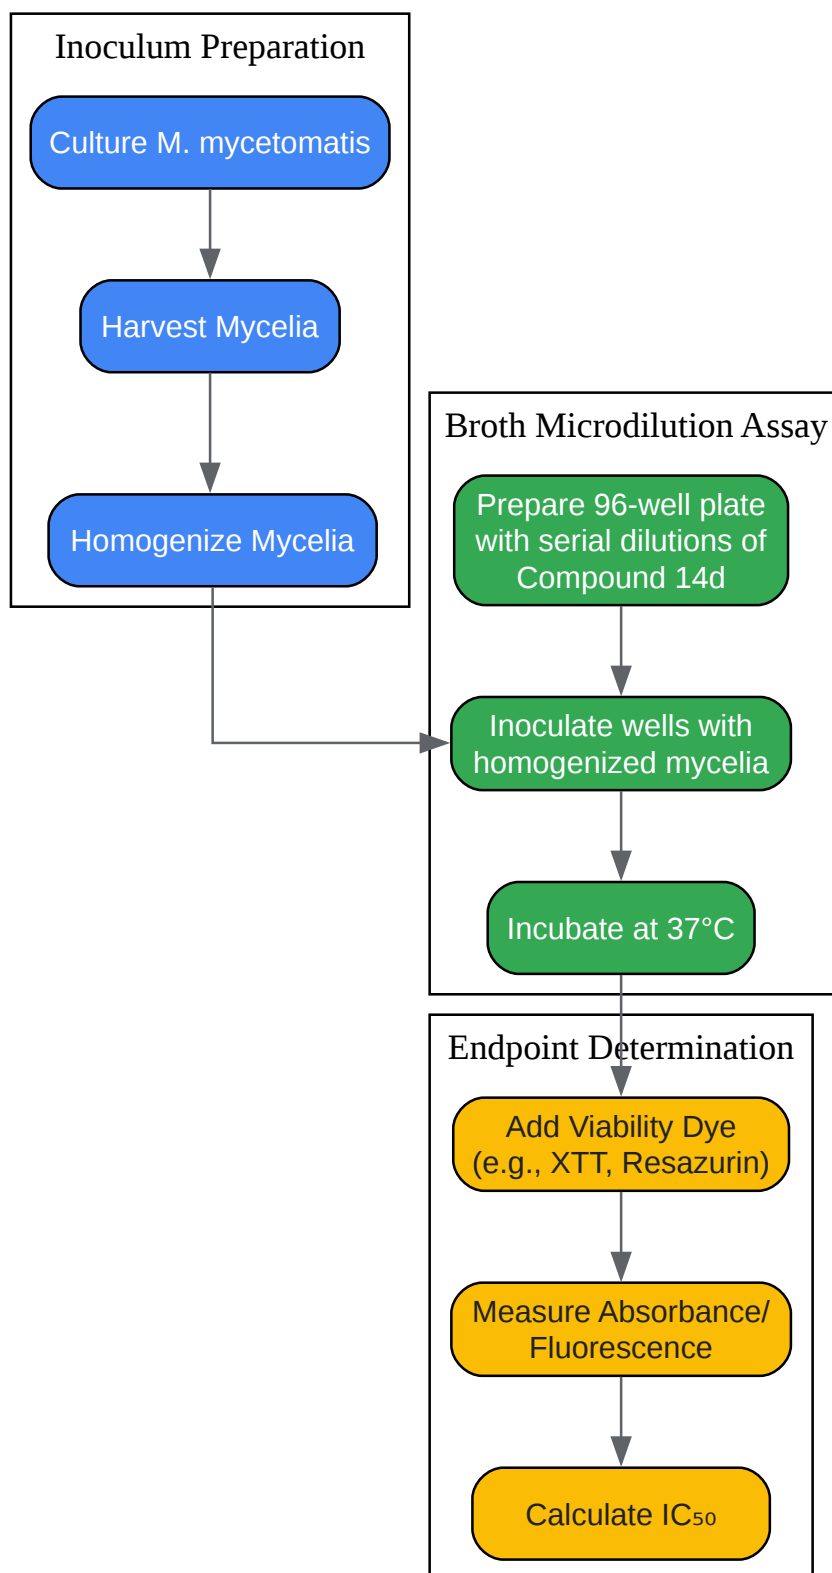 Inoculum Preparation
Culture M. mycetomatis
Harvest Mycelia
Homogenize Mycelia
Broth Microdilution Assay
Prepare 96-well plate
with serial dilutions of
Compound 14d
Inoculate wells with
homogenized mycelia
Incubate at 37°C
Endpoint Determination
Add Viability Dye
(e.g., XTT, Resazurin)
Measure Absorbance/
Fluorescence
Calculate IC₅₀